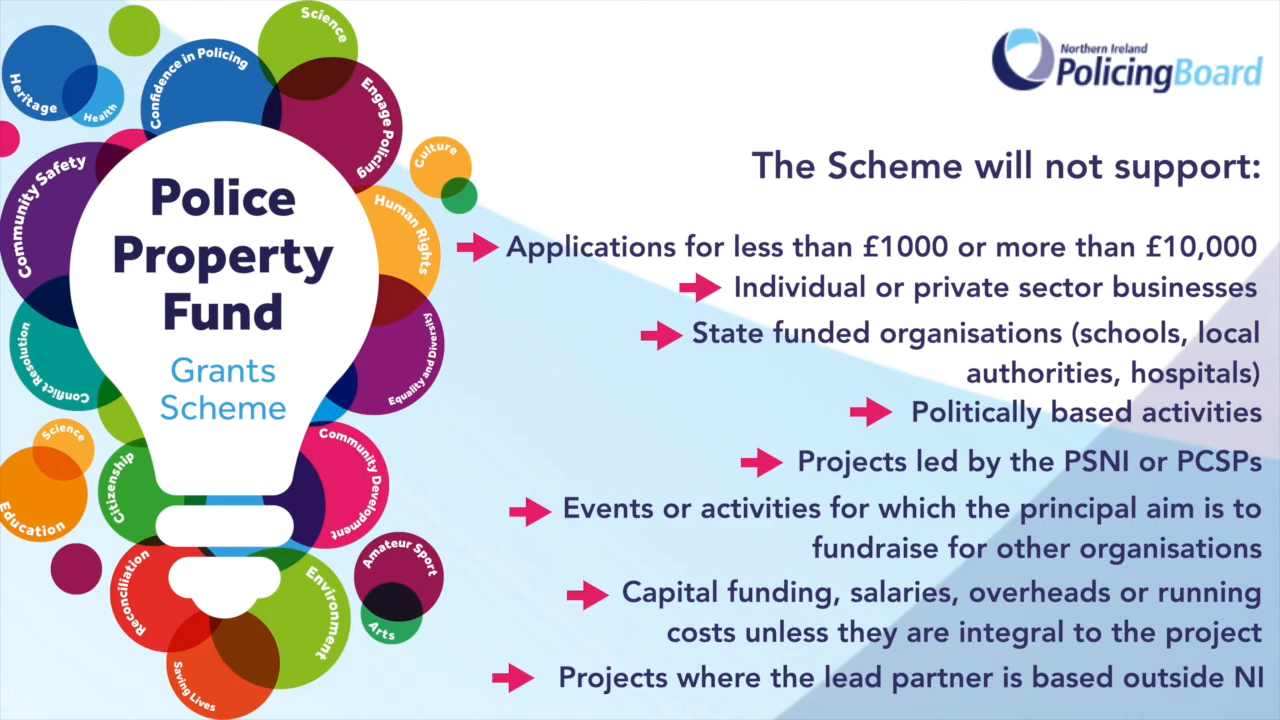 Science
Confidence in Policing
Heritage
Health
Engage Policing
Culture
Community Safety
Human Rights
Police
Property
Fund
Grants
Scheme
Conflict Resolution
Equality and Diversity
Science
Citizenship
Community Development
Education
Reconciliation
Environment
Amateur Sport
Arts
Saving Lives
Northern Ireland
PolicingBoard
The Scheme will not support:
Applications for less than £1000 or more than £10,000
Individual or private sector businesses
State funded organisations (schools, local
authorities, hospitals)
Politically based activities
Projects led by the PSNI or PCSPs
Events or activities for which the principal aim is to
fundraise for other organisations
Capital funding, salaries, overheads or running
costs unless they are integral to the project
Projects where the lead partner is based outside NI